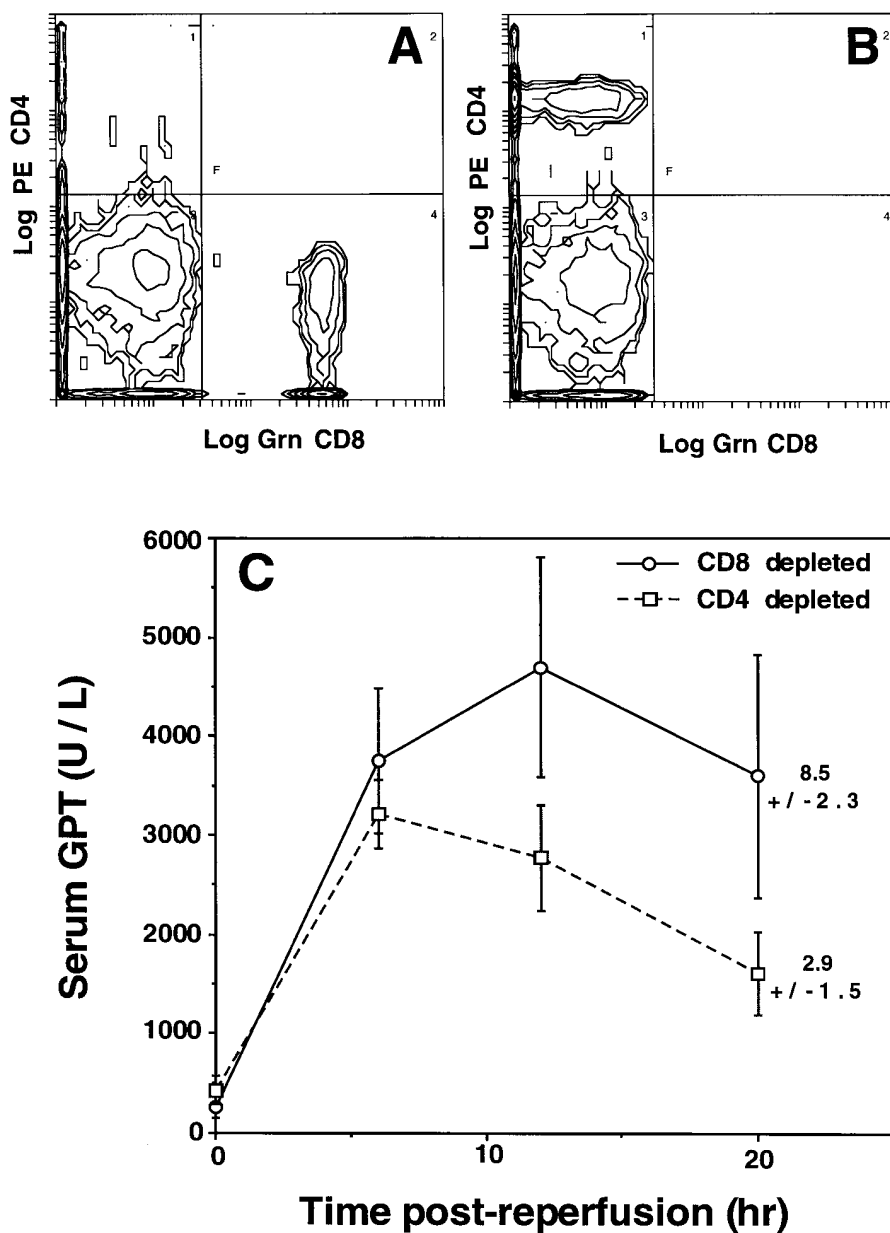 A
1
2
F
3
4
Log PE CD4
Log Grn CD8
B
1
2
F
3
4
Log PE CD4
Log Grn CD8
C
CD8 depleted
CD4 depleted
6000
5000
4000
3000
2000
1000
0
Serum GPT (U / L)
8.5
+/-2.3
2.9
+/-1.5
0
10
20
Time post-reperfusion (hr)